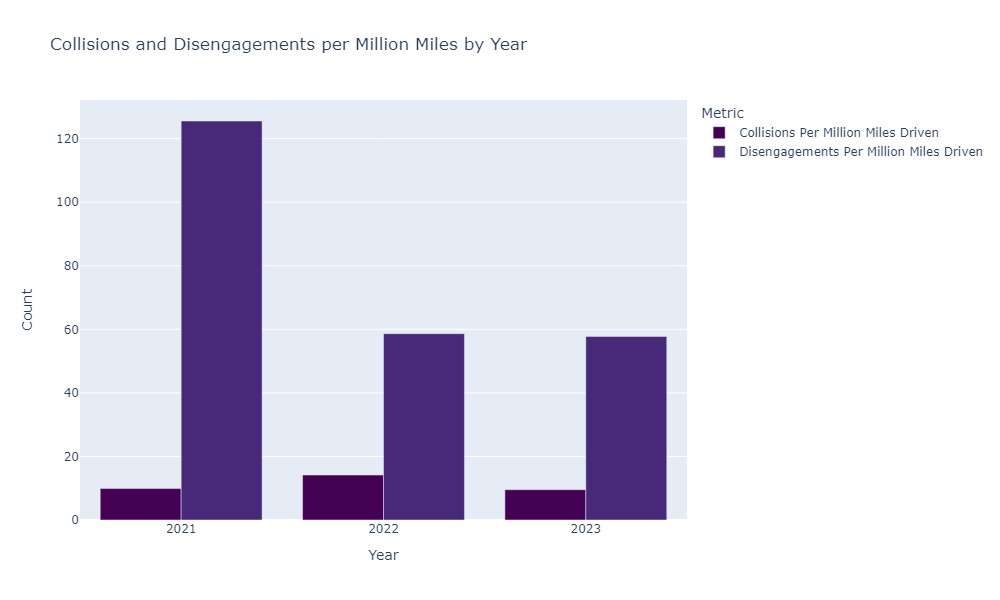 Collisions and Disengagements per Million Miles by Year
Metric
Collisions Per Million Miles Driven
Disengagements Per Million Miles Driven
120
100
80
60
40
20
0
Count
2021
2022
2023
Year